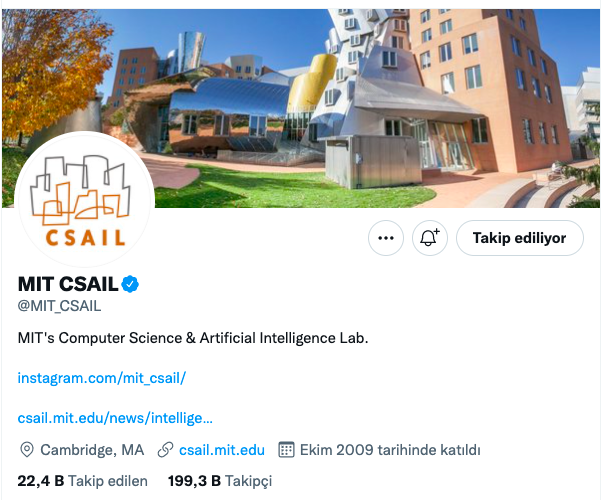 CSAIL
Takip ediliyor
MIT CSAIL
@MIT_CSAIL
MIT's Computer Science & Artificial Intelligence Lab.
instagram.com/mit_csail/
csail.mit.edu/news/intellige...
Cambridge, MA csail.mit.edu Ekim 2009 tarihinde katıldı
22,4 B Takip edilen 199,3 B Takipçi